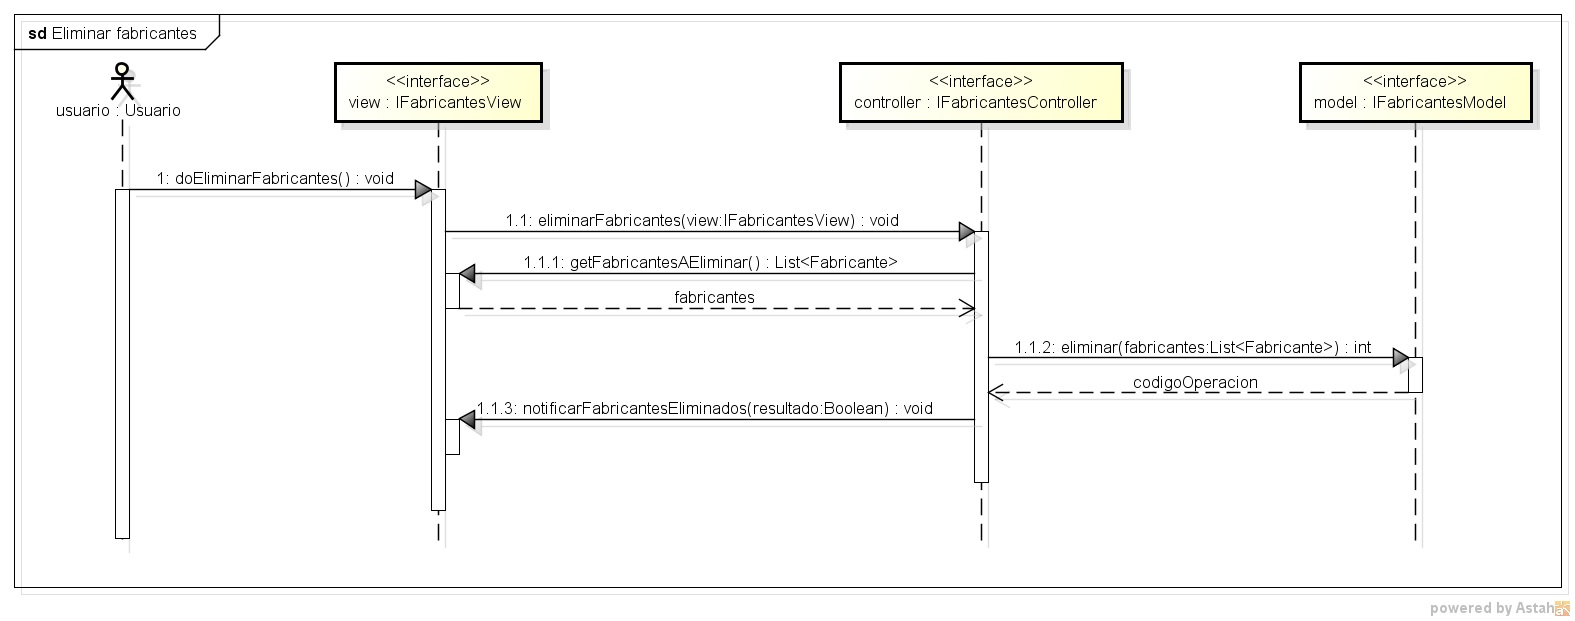 sd Eliminar fabricantes
usuario : Usuario
<<interface>>
view : IFabricantesView
<<interface>>
controller : IFabricantesController
<<interface>>
model : IFabricantesModel
1: doEliminarFabricantes() : void
1.1: eliminarFabricantes(view:IFabricantesView) : void
1.1.1: getFabricantesAEliminar() : List<Fabricante>
fabricantes
1.1.2: eliminar(fabricantes:List<Fabricante>) : int
codigoOperacion
1.1.3: notificarFabricantesEliminados(resultado:Boolean) : void
powered by Astah